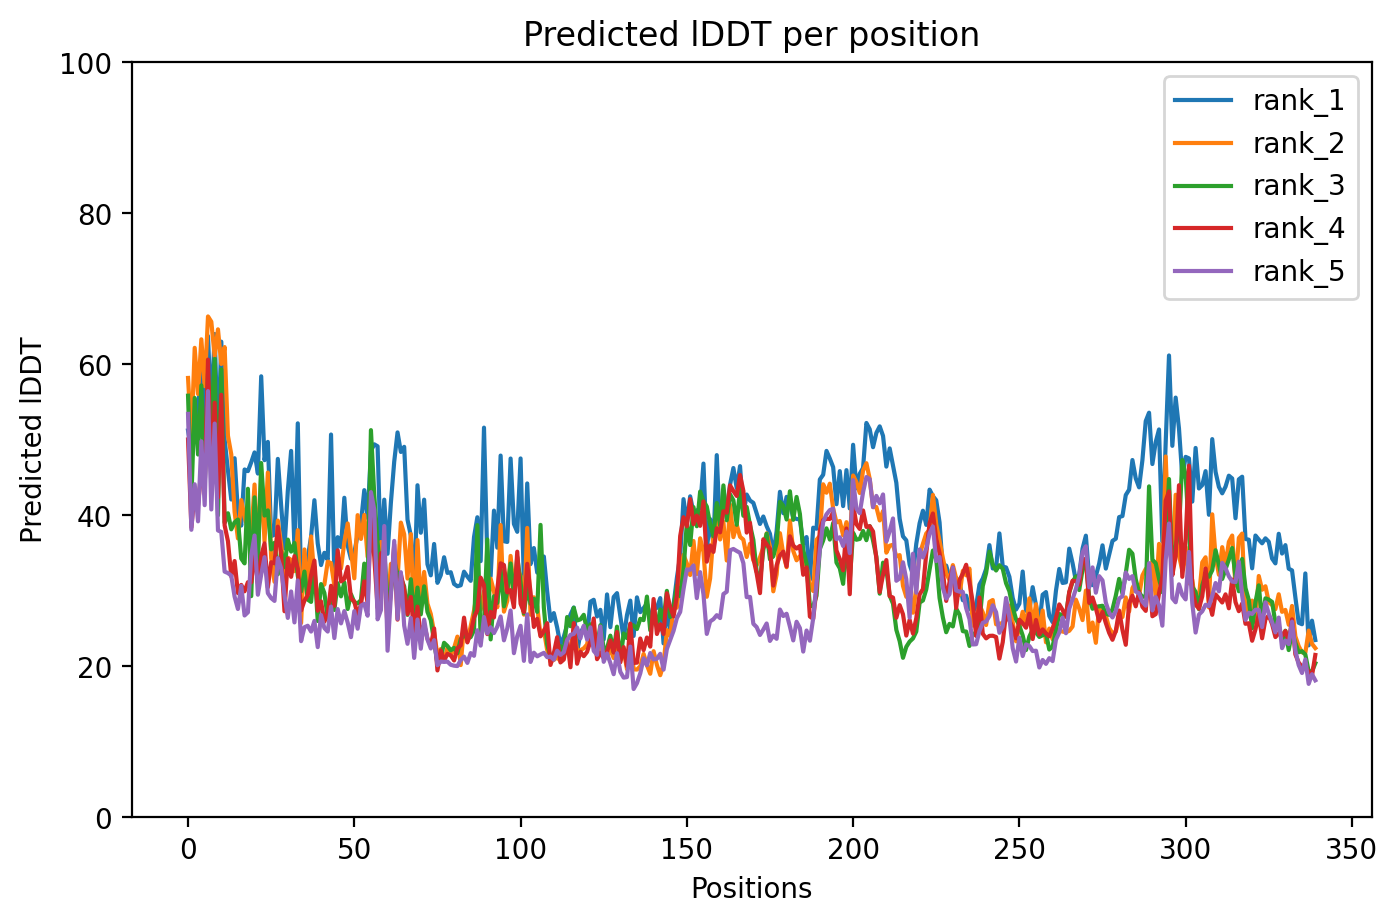 Predicted lDDT per position
100
80
60
40
20
0
Predicted lDDT
rank_1
rank_2
rank_3
rank_4
rank_5
0 50 100 150 200 250 300 350
Positions